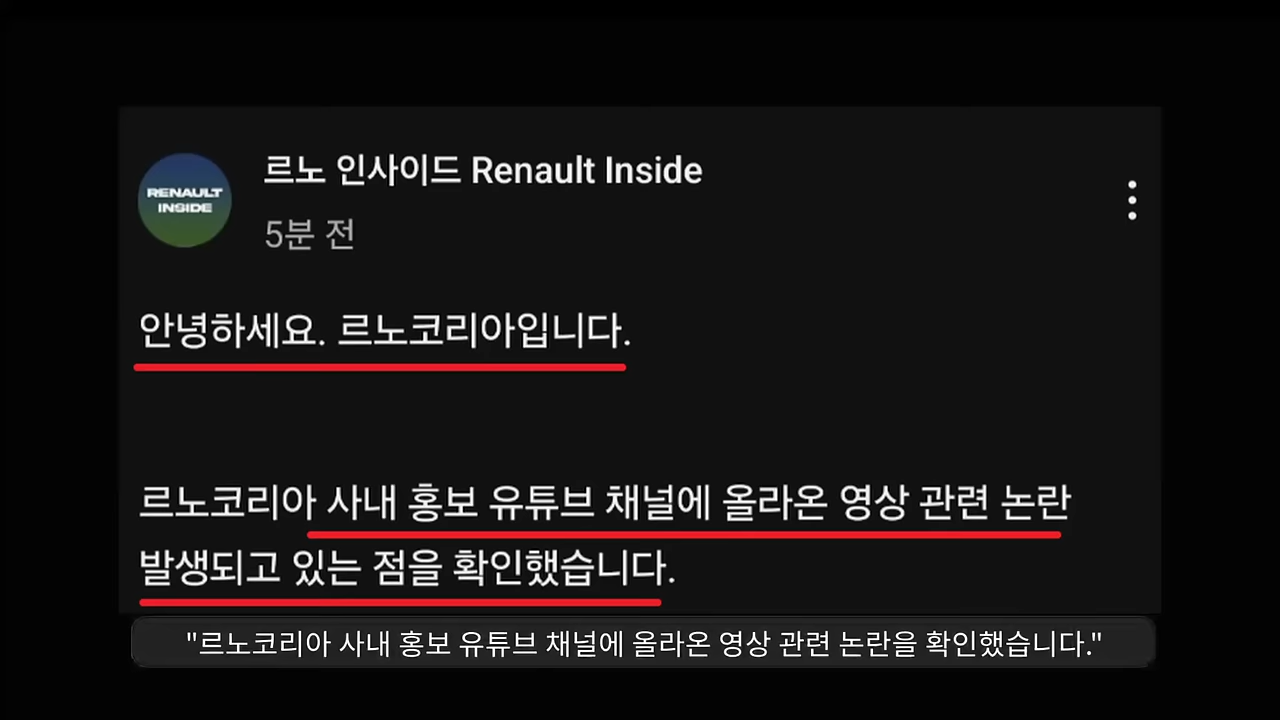 RENAULT
INSIDE
르노 인사이드 Renault Inside
5분 전
안녕하세요. 르노코리아입니다.
르노코리아 사내 홍보 유튜브 채널에 올라온 영상 관련 논란
발생되고 있는 점을 확인했습니다.
"르노코리아 사내 홍보 유튜브 채널에 올라온 영상 관련 논란을 확인했습니다."